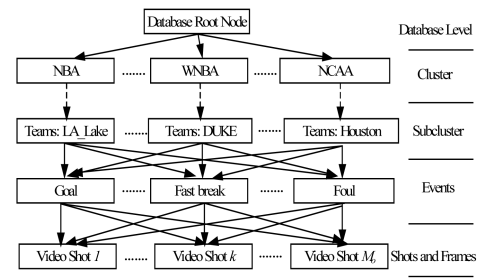 Database Root Node
Database Level
NBA ....... WNBA ....... NCAA
Cluster
Teams: LA_Lake ....... Teams: DUKE ....... Teams: Houston
Subcluster
Goal ....... Fast break ....... Foul
Events
Video Shot 1 ....... Video Shot k ....... Video Shot Mₛ
Shots and Frames